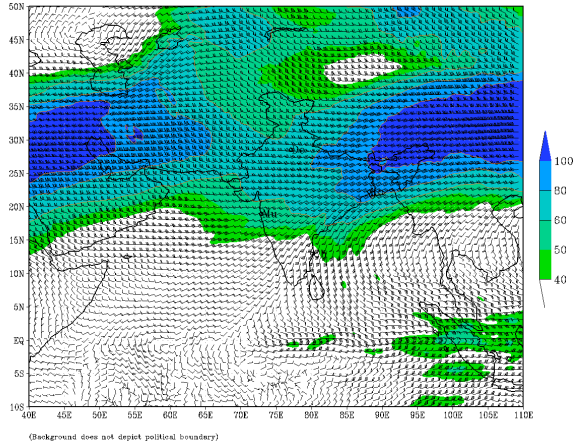 50N
45N
40N
35N
30N
25N
20N
15N
10N
5N
0
5S
10S
40E 45E 50E 55E 60E 65E 70E 75E 80E 85E 90E 95E 100E 105E 110E
100
80
60
50
40
Mu
(Background does not depict political boundary)